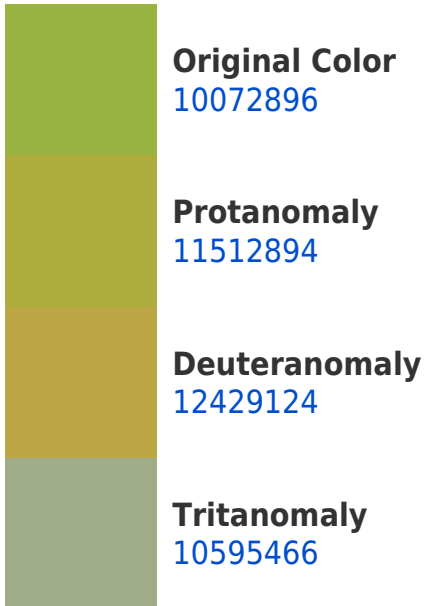 Original Color
10072896
Protanomaly
11512894
Deuteranomaly
12429124
Tritanomaly
10595466